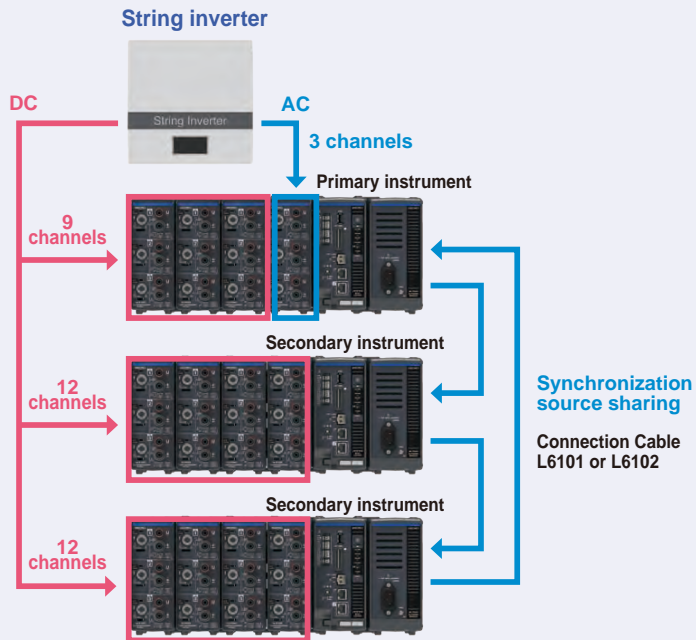 String inverter
DC
String Inverter
AC
3 channels
Primary instrument
9
channels
Secondary instrument
12
channels
Synchronization
source sharing
Connection Cable
L6101 or L6102
Secondary instrument
12
channels